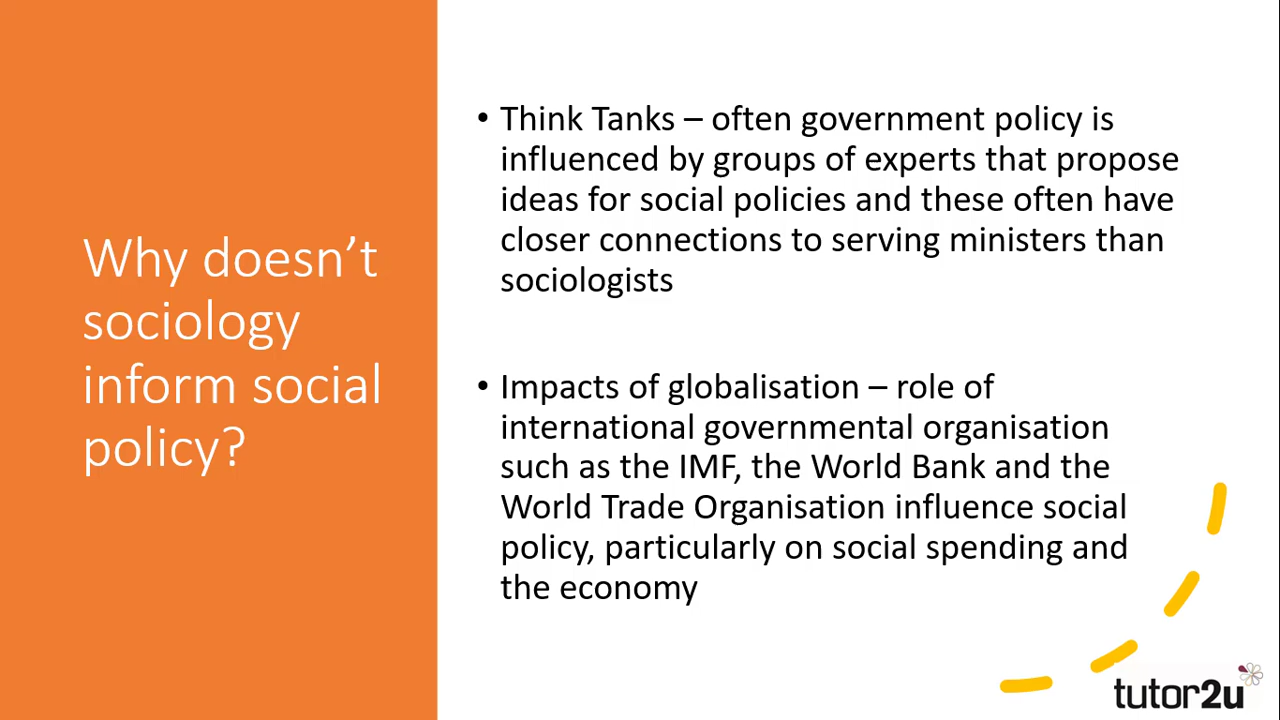 Why doesn’t
sociology
inform social
policy?
• Think Tanks – often government policy is
influenced by groups of experts that propose
ideas for social policies and these often have
closer connections to serving ministers than
sociologists
• Impacts of globalisation – role of
international governmental organisation
such as the IMF, the World Bank and the
World Trade Organisation influence social
policy, particularly on social spending and
the economy
tutor2u